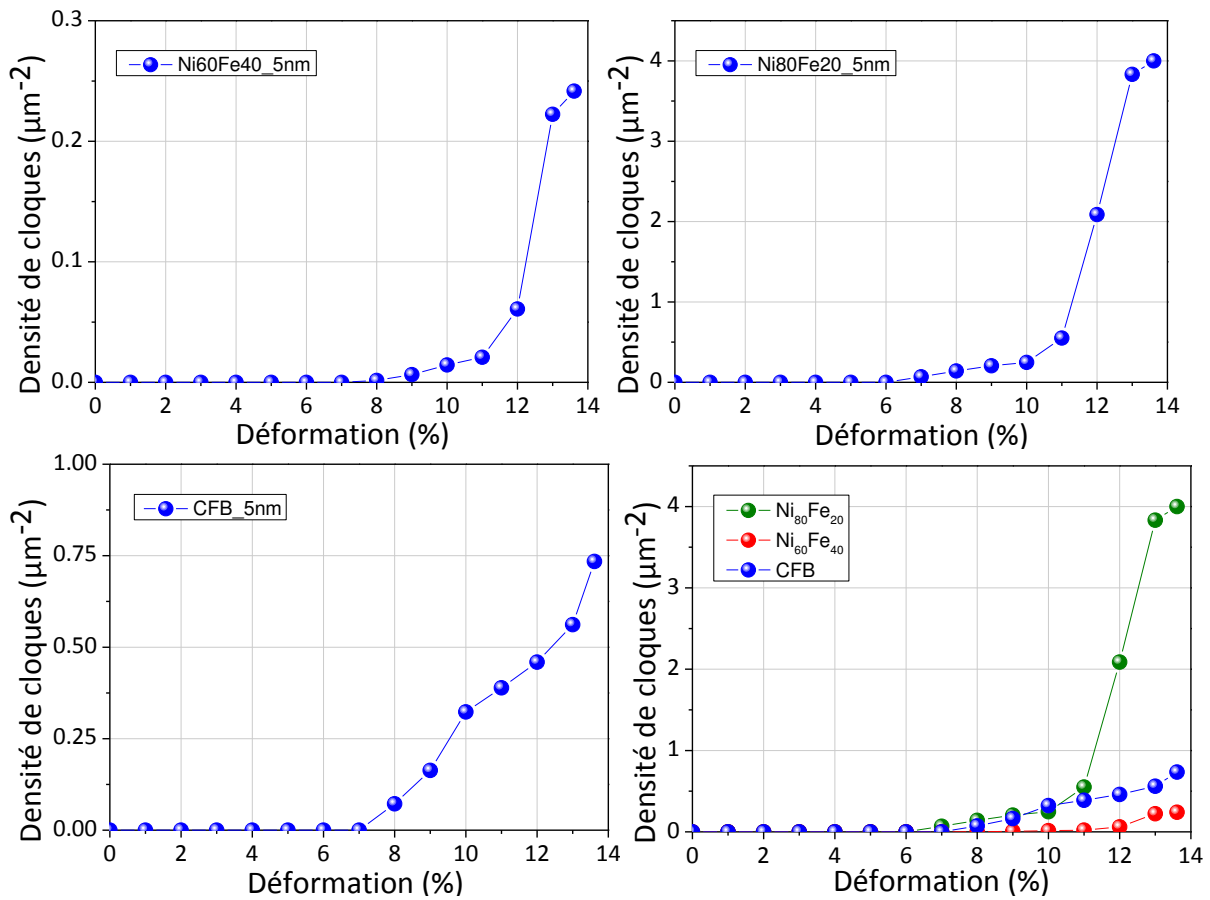 Densité de cloques (µm⁻²)
0.3
0.2
0.1
0.0
Ni60Fe40_5nm
0 2 4 6 8 10 12 14
Déformation (%)
Densité de cloques (µm⁻²)
4
3
2
1
0
Ni80Fe20_5nm
0 2 4 6 8 10 12 14
Déformation (%)
Densité de cloques (µm⁻²)
1.00
0.75
0.50
0.25
0.00
CFB_5nm
0 2 4 6 8 10 12 14
Déformation (%)
Densité de cloques (µm⁻²)
4
3
2
1
0
Ni₈₀Fe₂₀
Ni₆₀Fe₄₀
CFB
0 2 4 6 8 10 12 14
Déformation (%)